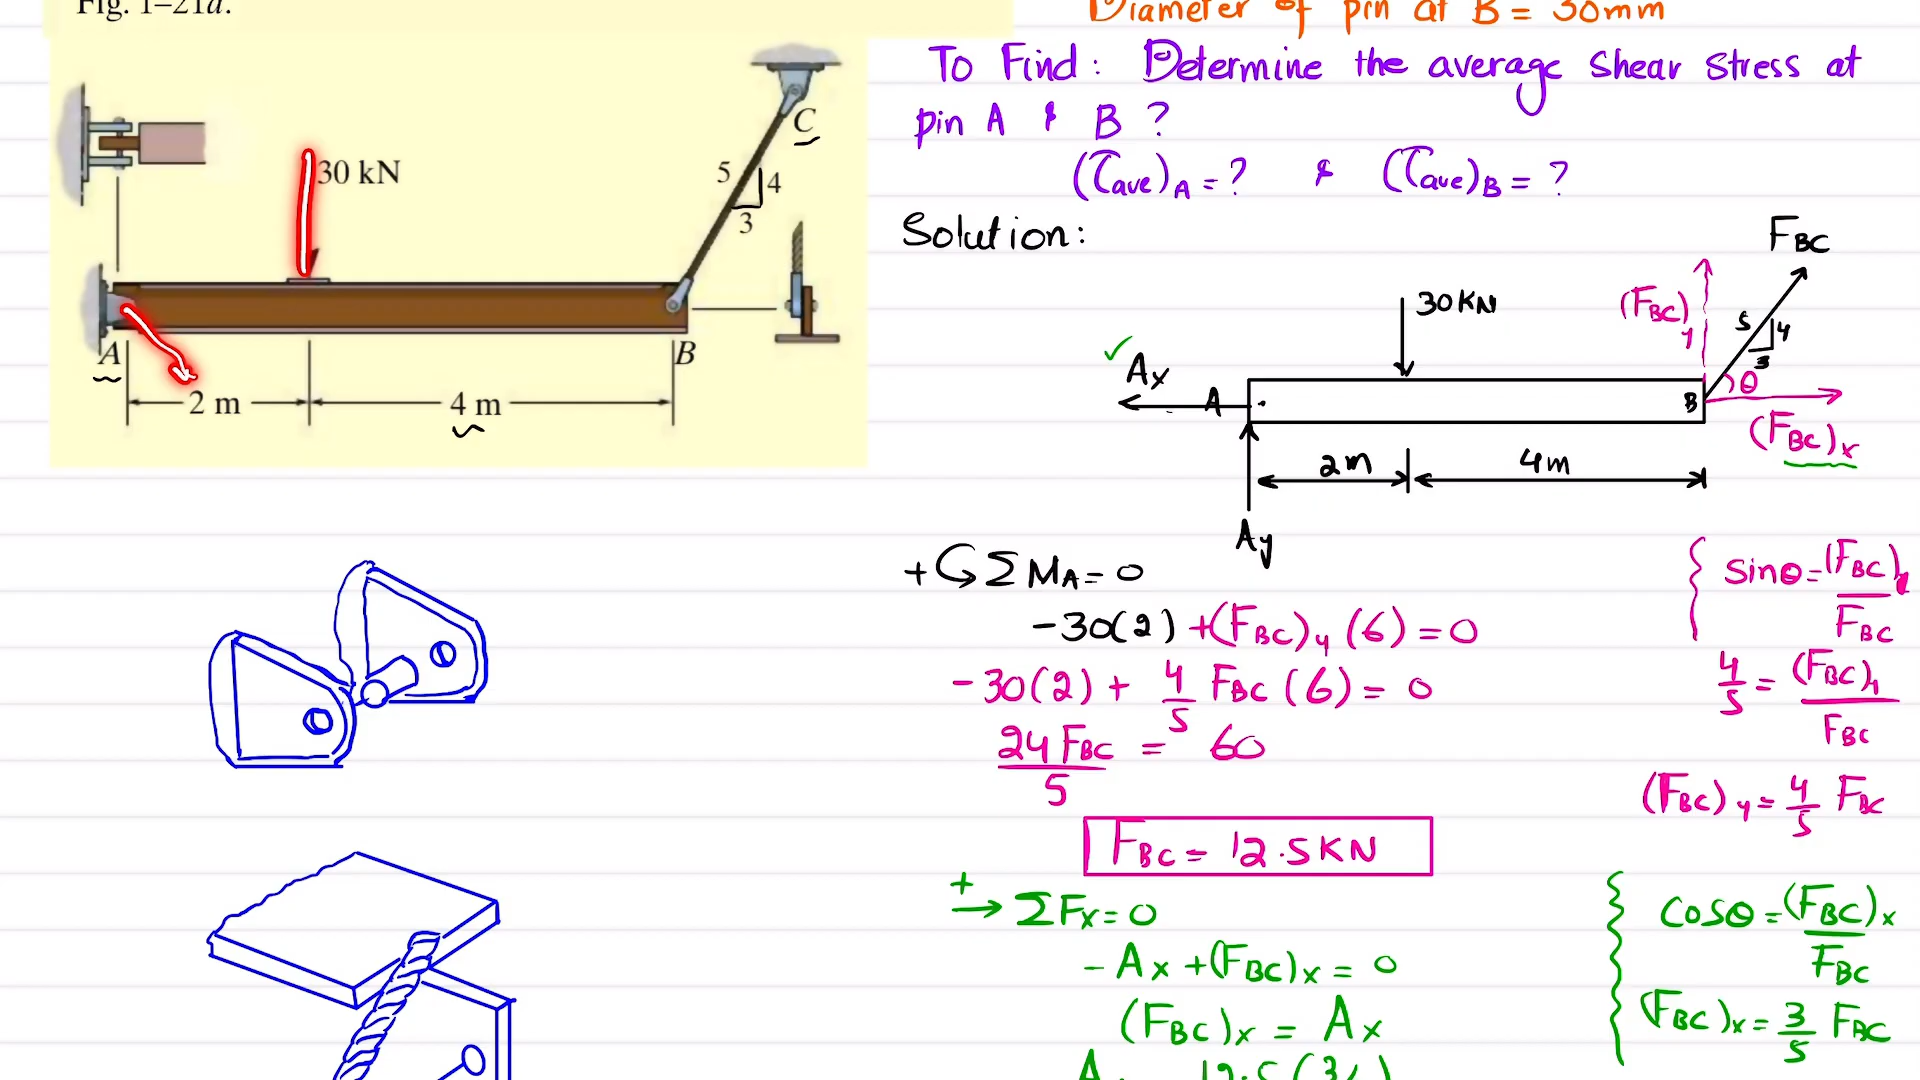 Fig. 1–21a.
30 kN
C
5
4
3
A
B
2 m
4 m
Diameter of pin at B = 30mm
To Find: Determine the average shear stress at
pin A & B ?
(τave)A = ? & (τave)B = ?
Solution:
FBC
30KN
(FBC)y
5
4
3
Ax
A
B
θ
(FBC)x
2m
4m
Ay
+ ΣMA = 0
-30(2) + (FBC)y (6) = 0
-30(2) + 4/5 FBC (6) = 0
24FBC/5 = 60
FBC = 12.5KN
+→ ΣFx = 0
- Ax + (FBC)x = 0
(FBC)x = Ax
sinθ = (FBC)y/FBC
4/5 = (FBC)y/FBC
(FBC)y = 4/5 FBC
cosθ = (FBC)x/FBC
(FBC)x = 3/5 FBC